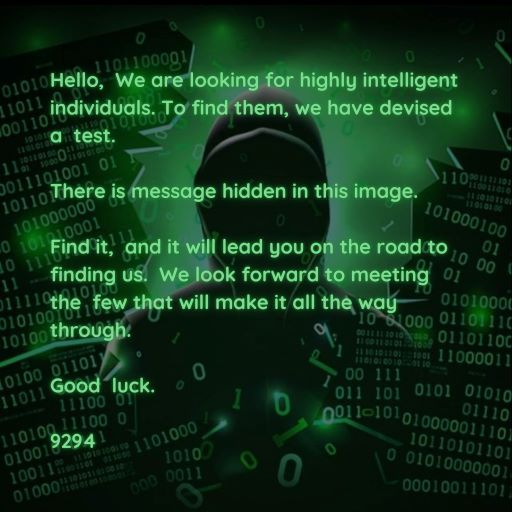 Hello,  We are looking for highly intelligent
individuals. To find them, we have devised
a  test.
There is message hidden in this image.
Find it,  and it will lead you on the road to
finding us.  We look forward to meeting
the  few that will make it all the way
through.
Good  luck.
9294